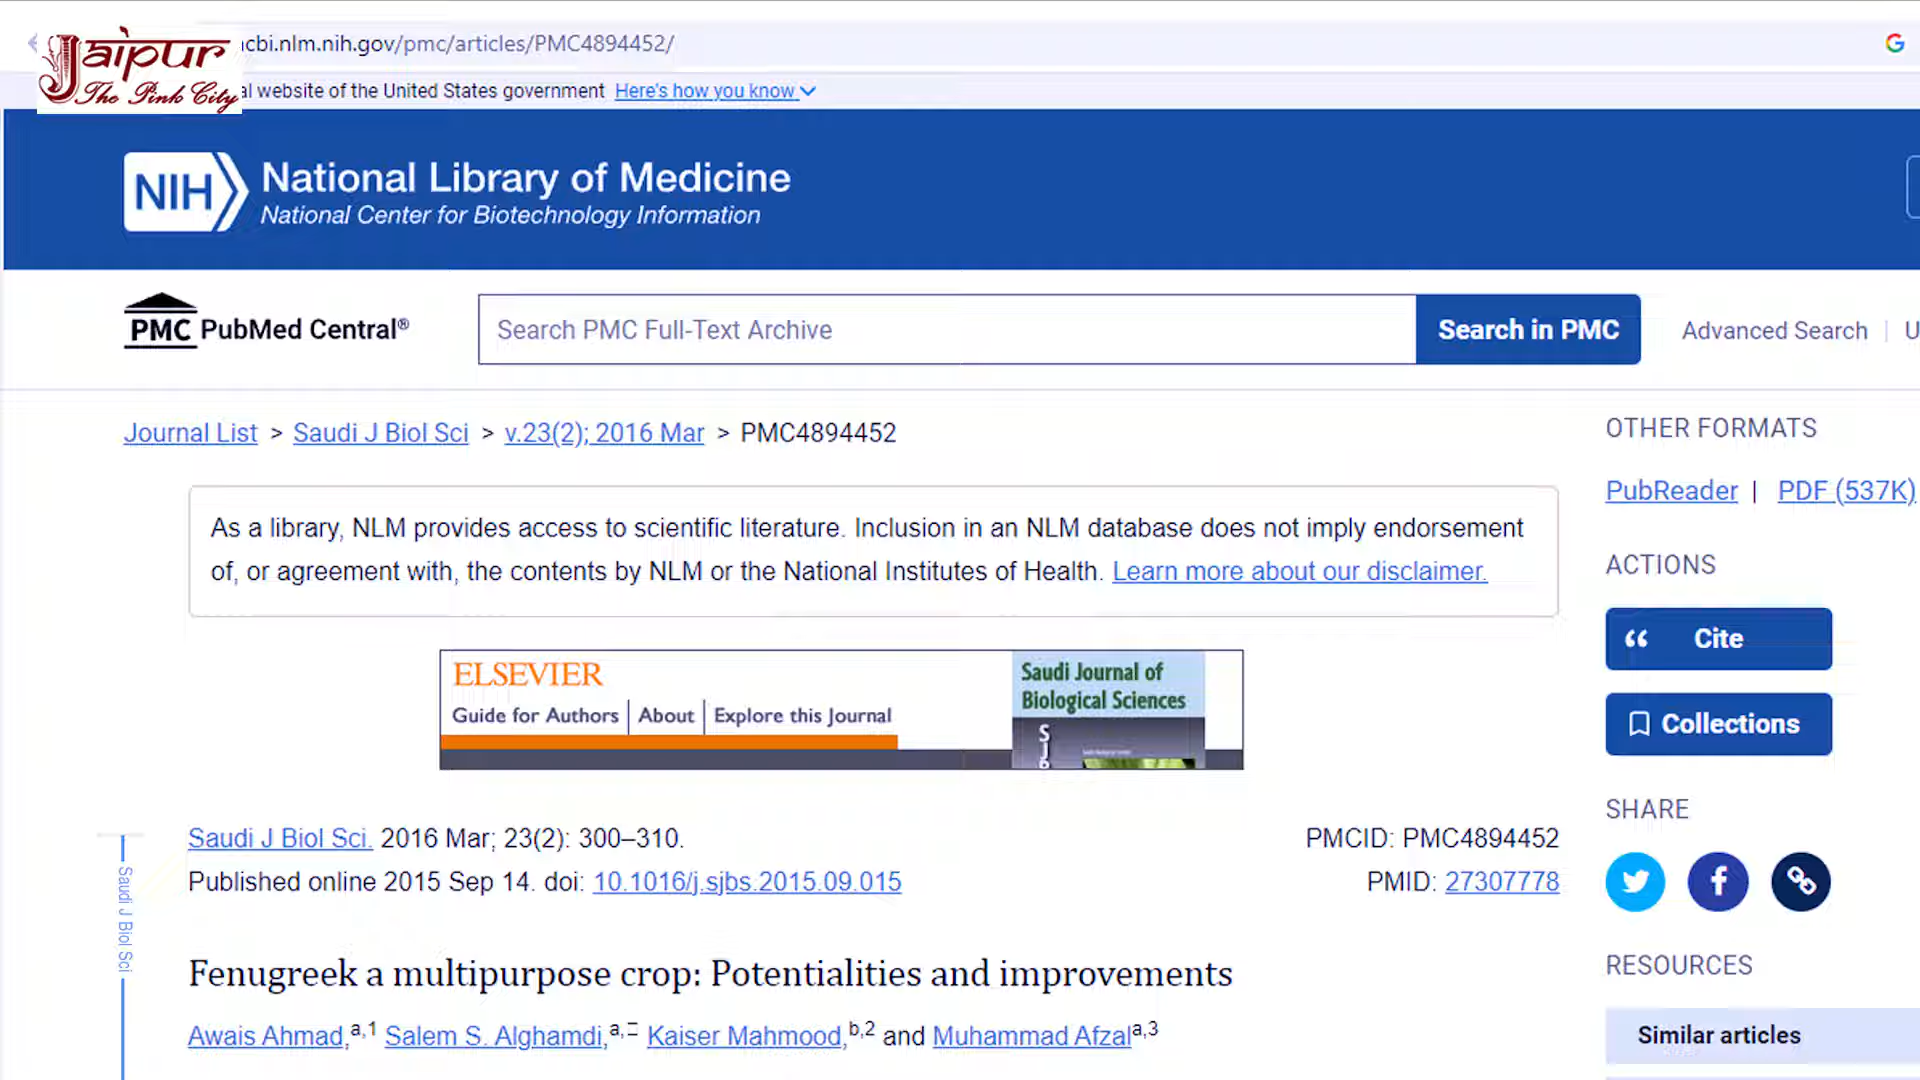 Jaipur
The Pink City
cbi.nlm.nih.gov/pmc/articles/PMC4894452/
al website of the United States government Here's how you know
NIH National Library of Medicine
National Center for Biotechnology Information
PMC PubMed Central®
Search PMC Full-Text Archive
Search in PMC
Advanced Search
U
Journal List > Saudi J Biol Sci > v.23(2); 2016 Mar > PMC4894452
As a library, NLM provides access to scientific literature. Inclusion in an NLM database does not imply endorsement
of, or agreement with, the contents by NLM or the National Institutes of Health. Learn more about our disclaimer.
ELSEVIER
Guide for Authors | About | Explore this Journal
Saudi Journal of
Biological Sciences
Saudi J Biol Sci. 2016 Mar; 23(2): 300–310.
Published online 2015 Sep 14. doi: 10.1016/j.sjbs.2015.09.015
PMCID: PMC4894452
PMID: 27307778
Saudi J Biol Sci
Fenugreek a multipurpose crop: Potentialities and improvements
Awais Ahmad,a,1 Salem S. Alghamdi,a, Kaiser Mahmood,b,2 and Muhammad Afzala,3
OTHER FORMATS
PubReader | PDF (537K)
ACTIONS
Cite
Collections
SHARE
RESOURCES
Similar articles